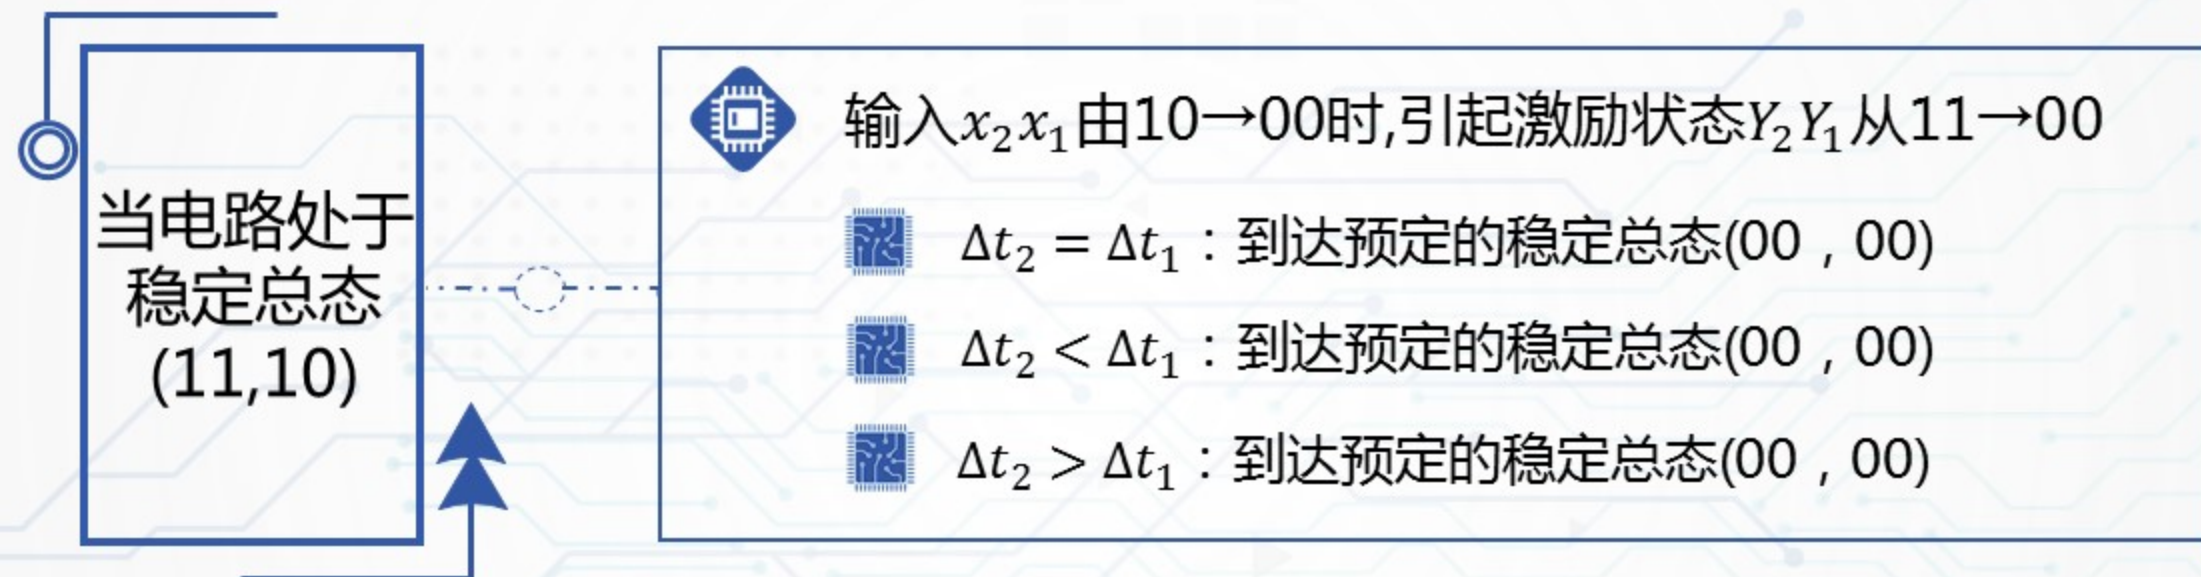 当电路处于
稳定总态
(11,10)
输入x₂x₁由10→00时,引起激励状态Y₂Y₁从11→00
Δt₂ = Δt₁：到达预定的稳定总态(00，00)
Δt₂ < Δt₁：到达预定的稳定总态(00，00)
Δt₂ > Δt₁：到达预定的稳定总态(00，00)